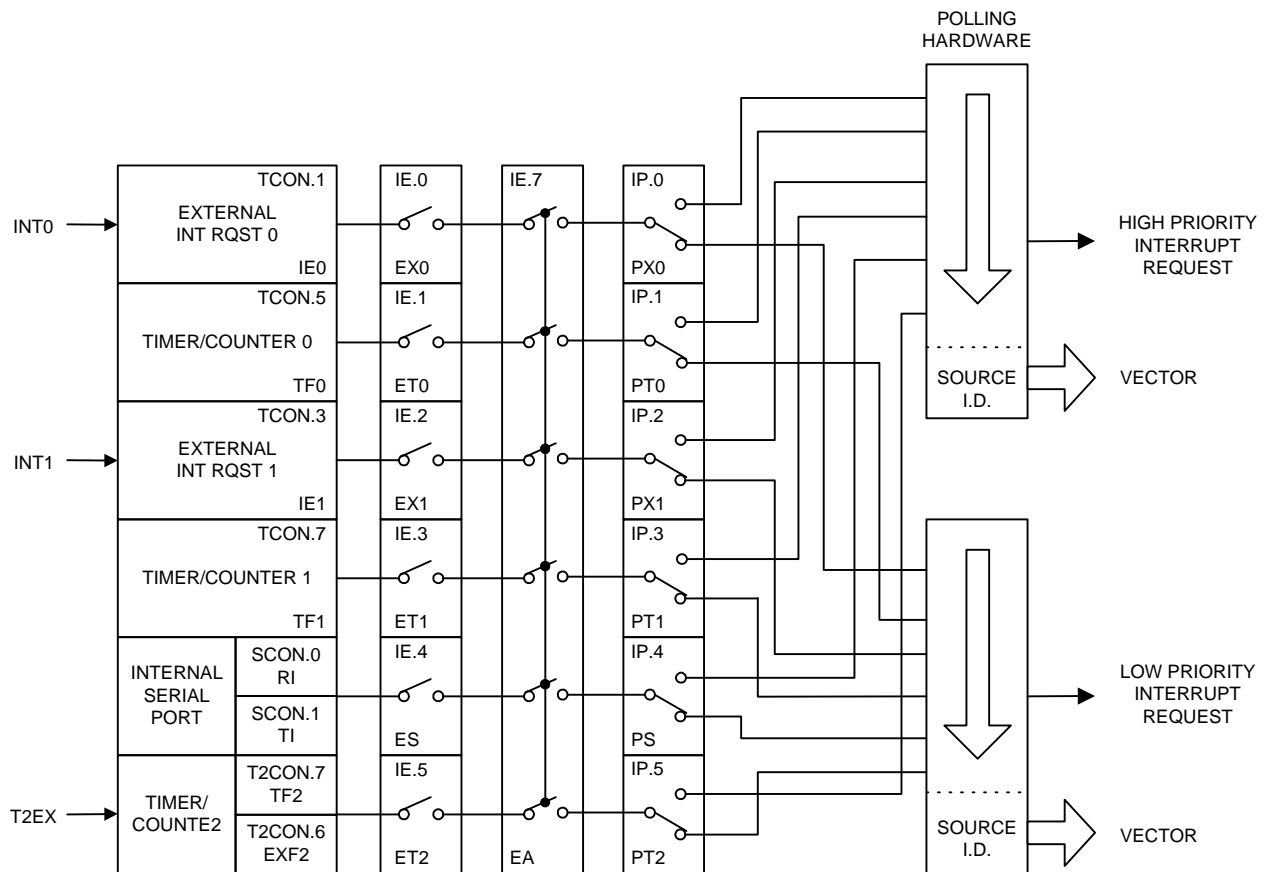 POLLING
HARDWARE
TCON.1
EXTERNAL
INT RQST 0
IE0
INT0
IE.0
EX0
IE.7
IP.0
PX0
HIGH PRIORITY
INTERRUPT
REQUEST
TCON.5
TIMER/COUNTER 0
TF0
IE.1
ET0
IP.1
PT0
SOURCE
I.D.
VECTOR
TCON.3
EXTERNAL
INT RQST 1
IE1
INT1
IE.2
EX1
IP.2
PX1
TCON.7
TIMER/COUNTER 1
TF1
IE.3
ET1
IP.3
PT1
INTERNAL
SERIAL
PORT
SCON.0
RI
SCON.1
TI
IE.4
ES
IP.4
PS
LOW PRIORITY
INTERRUPT
REQUEST
T2EX
TIMER/
COUNTE2
T2CON.7
TF2
T2CON.6
EXF2
IE.5
ET2
EA
IP.5
PT2
SOURCE
I.D.
VECTOR